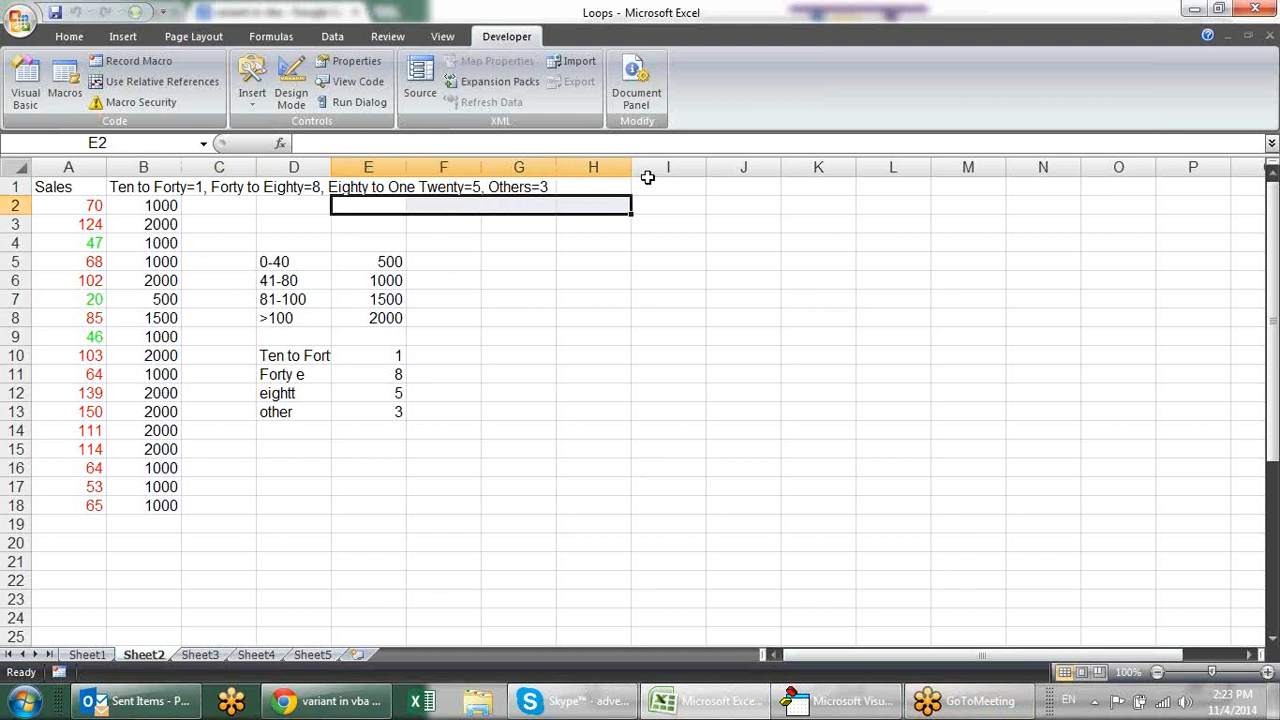 Loops - Microsoft Excel
Home Insert Page Layout Formulas Data Review View Developer
Record Macro
Use Relative References
Macro Security
Visual Basic
Macros
Code
Insert
Design Mode
Properties
View Code
Run Dialog
Controls
Source
Map Properties
Expansion Packs
Refresh Data
Import
Export
XML
Document Panel
Modify
E2 fx
A B C D E F G H I J K L M N O P
1 Sales Ten to Forty=1, Forty to Eighty=8, Eighty to One Twenty=5, Others=3
2 70 1000
3 124 2000
4 47 1000
5 68 1000 0-40 500
6 102 2000 41-80 1000
7 20 500 81-100 1500
8 85 1500 >100 2000
9 46 1000
10 103 2000 Ten to Fort 1
11 64 1000 Forty e 8
12 139 2000 eightt 5
13 150 2000 other 3
14 111 2000
15 114 2000
16 64 1000
17 53 1000
18 65 1000
19
20
21
22
23
24
25
Sheet1 Sheet2 Sheet3 Sheet4 Sheet5
Ready 100%
Sent Items - P... variant in vba ... Skype™ - adve... Microsoft Exce... Microsoft Visu... GoToMeeting EN 2:23 PM
11/4/2014